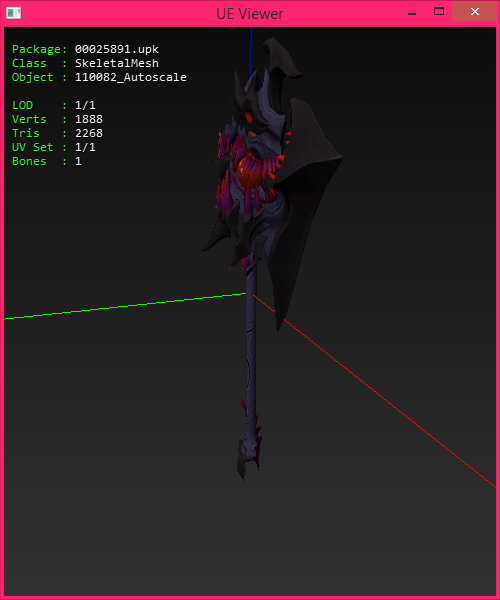 UE Viewer
Package: 00025891.upk
Class  : SkeletalMesh
Object : 110082_Autoscale
LOD    : 1/1
Verts  : 1888
Tris   : 2268
UV Set : 1/1
Bones  : 1